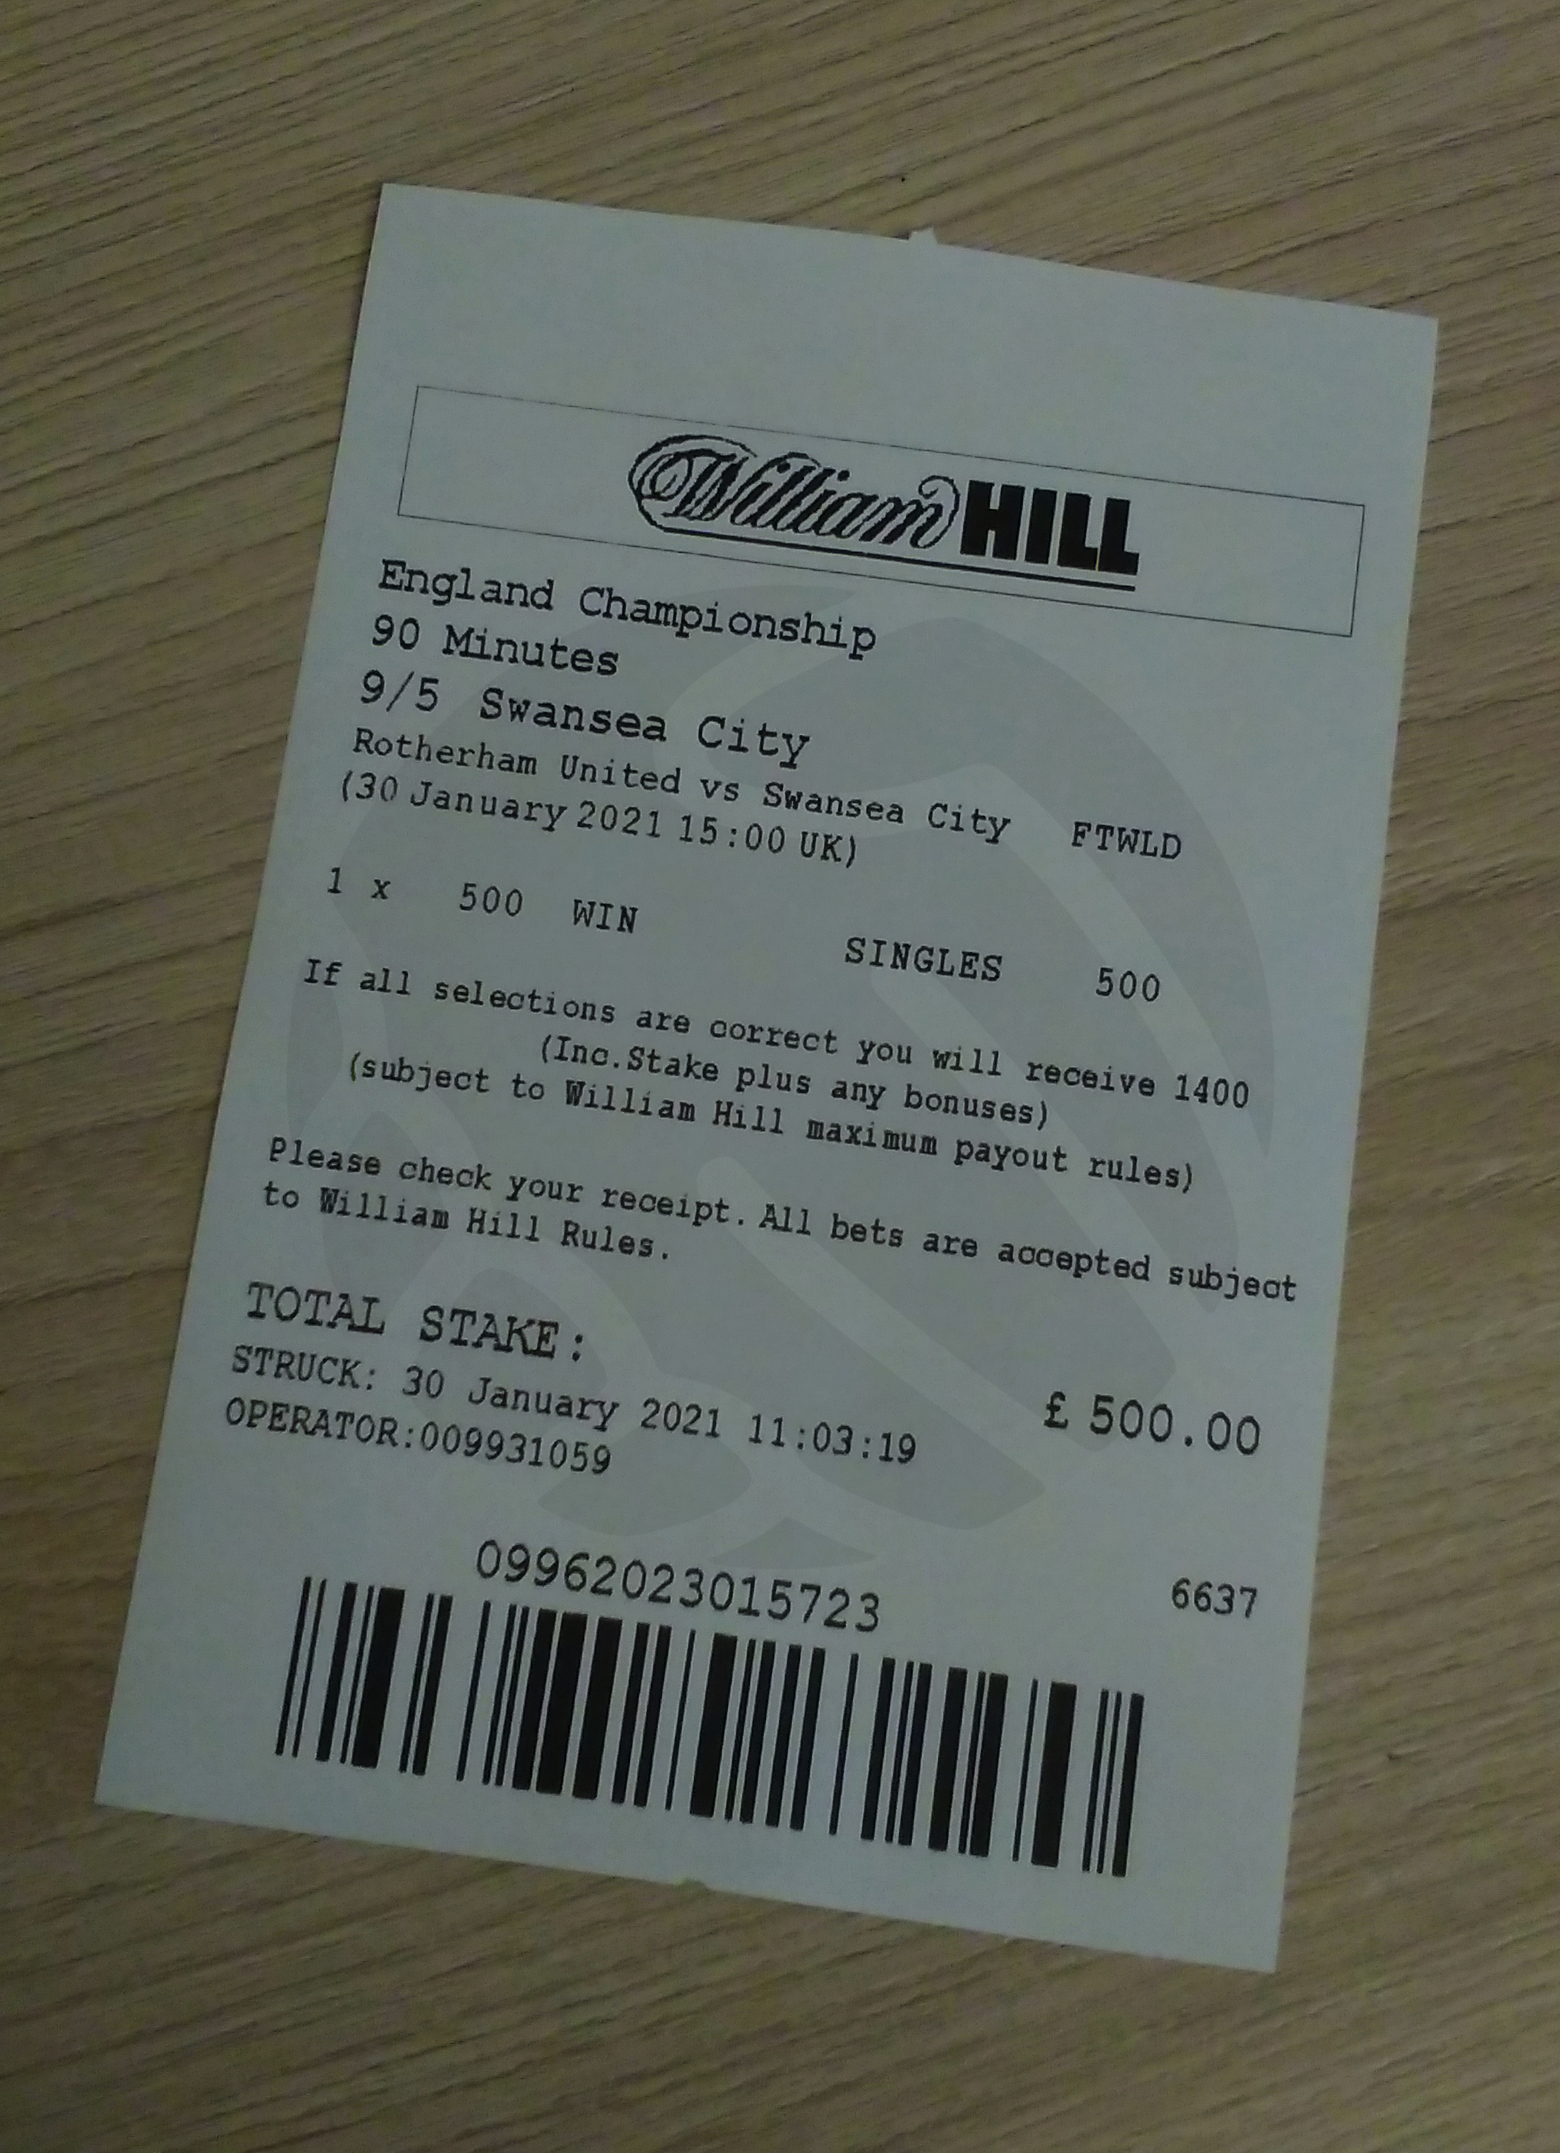 William HILL
England Championship
90 Minutes
9/5 Swansea City
Rotherham United vs Swansea City FTWLD
(30 January 2021 15:00 UK)
1 x 500 WIN SINGLES 500
If all selections are correct you will receive 1400
(Inc.Stake plus any bonuses)
(subject to William Hill maximum payout rules)
Please check your receipt. All bets are accepted subject
to William Hill Rules.
TOTAL STAKE: £ 500.00
STRUCK: 30 January 2021 11:03:19
OPERATOR:009931059
09962023015723 6637